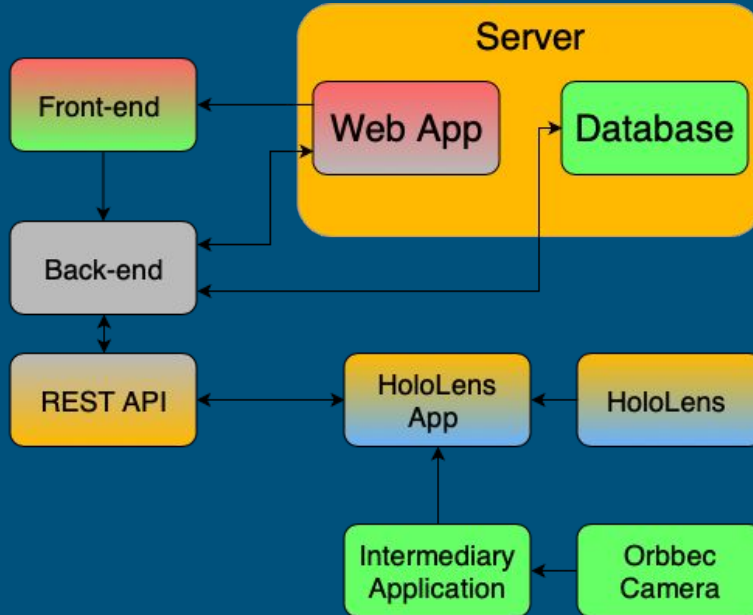 Server
Front-end
Web App
Database
Back-end
REST API
HoloLens
App
HoloLens
Intermediary
Application
Orbbec
Camera